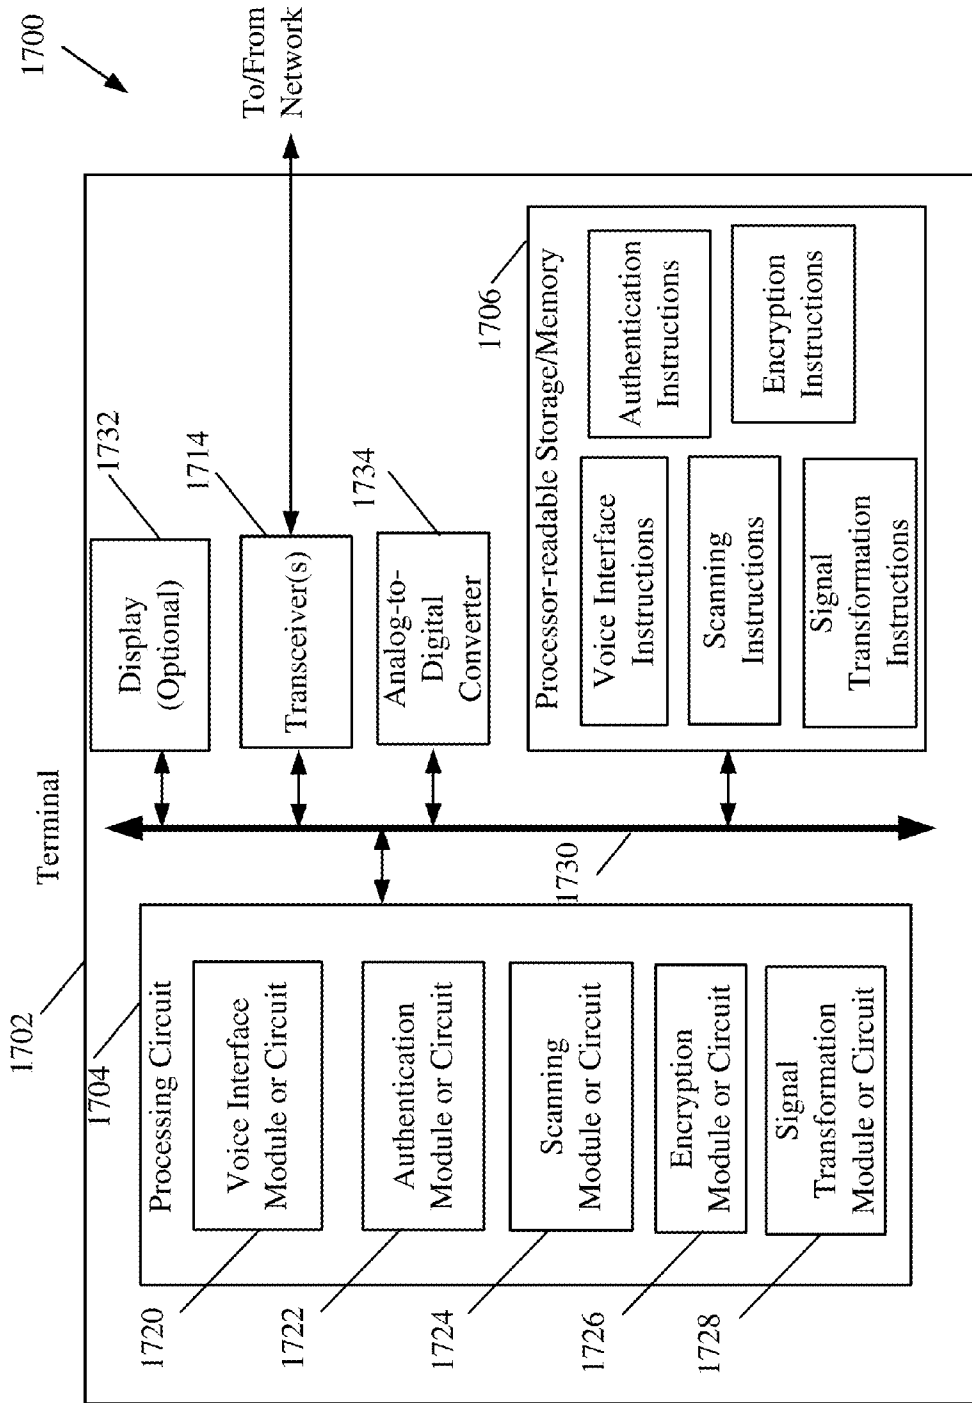 1700
Terminal
1702
1704
Processing Circuit
Voice Interface
Module or Circuit
1720
Authentication
Module or Circuit
1722
Scanning
Module or Circuit
1724
Encryption
Module or Circuit
1726
Signal
Transformation
Module or Circuit
1728
1730
Display
(Optional)
1732
Transceiver(s)
1714
To/From
Network
Analog-to-
Digital
Converter
1734
1706
Processor-readable Storage/Memory
Voice Interface
Instructions
Authentication
Instructions
Scanning
Instructions
Encryption
Instructions
Signal
Transformation
Instructions